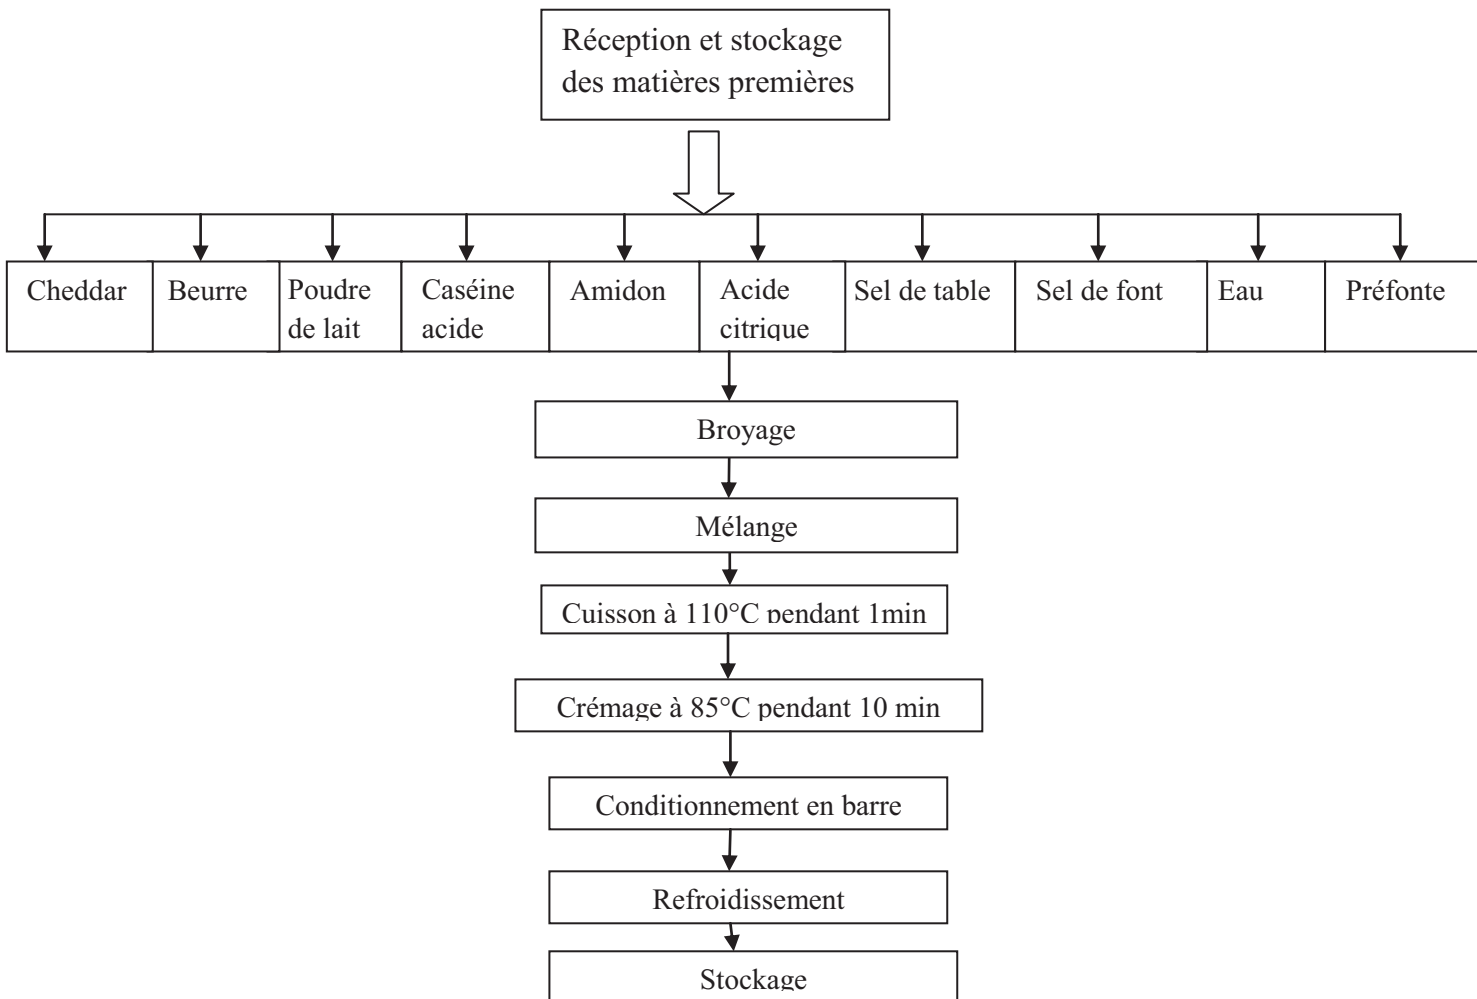 Réception et stockage
des matières premières
Cheddar
Beurre
Poudre
de lait
Caséine
acide
Amidon
Acide
citrique
Sel de table
Sel de font
Eau
Préfonte
Broyage
Mélange
Cuisson à 110°C pendant 1min
Crémage à 85°C pendant 10 min
Conditionnement en barre
Refroidissement
Stockage